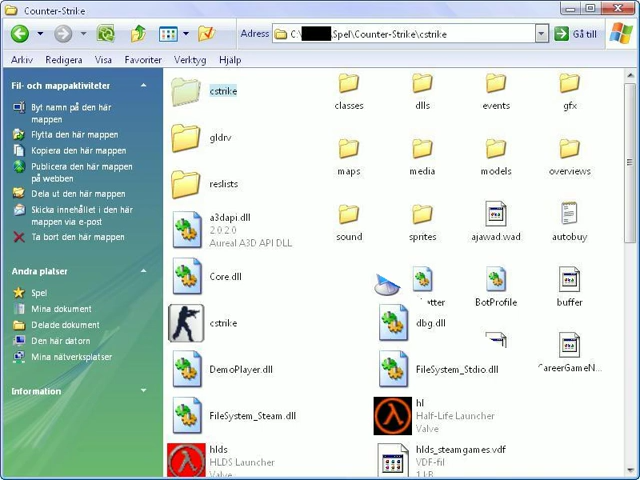 Counter-Strike
Adress
C:\
.Spel\Counter-Strike\cstrike
Gå till
Arkiv Redigera Visa Favoriter Verktyg Hjälp
Fil- och mappaktiviteter
Byt namn på den här
mappen
Flytta den här mappen
Kopiera den här mappen
Publicera den här mappen
på webben
Dela ut den här mappen
Skicka innehållet i den här
mappen via e-post
Ta bort den här mappen
Andra platser
Spel
Mina dokument
Delade dokument
Den här datorn
Mina nätverksplatser
Information
cstrike
gldrv
reslists
a3dapi.dll
2.0.2.0
Aureal A3D API DLL
Core.dll
cstrike
DemoPlayer.dll
FileSystem_Steam.dll
hlds
HLDS Launcher
Valve
classes dlls events gfx
maps media models overviews
sound sprites ajawad.wad autobuy
BotProfile buffer
dbg.dll
CareerGameN...
FileSystem_Stdio.dll
hl
Half-Life Launcher
Valve
hlds_steamgames.vdf
VDF-fil
1 kB